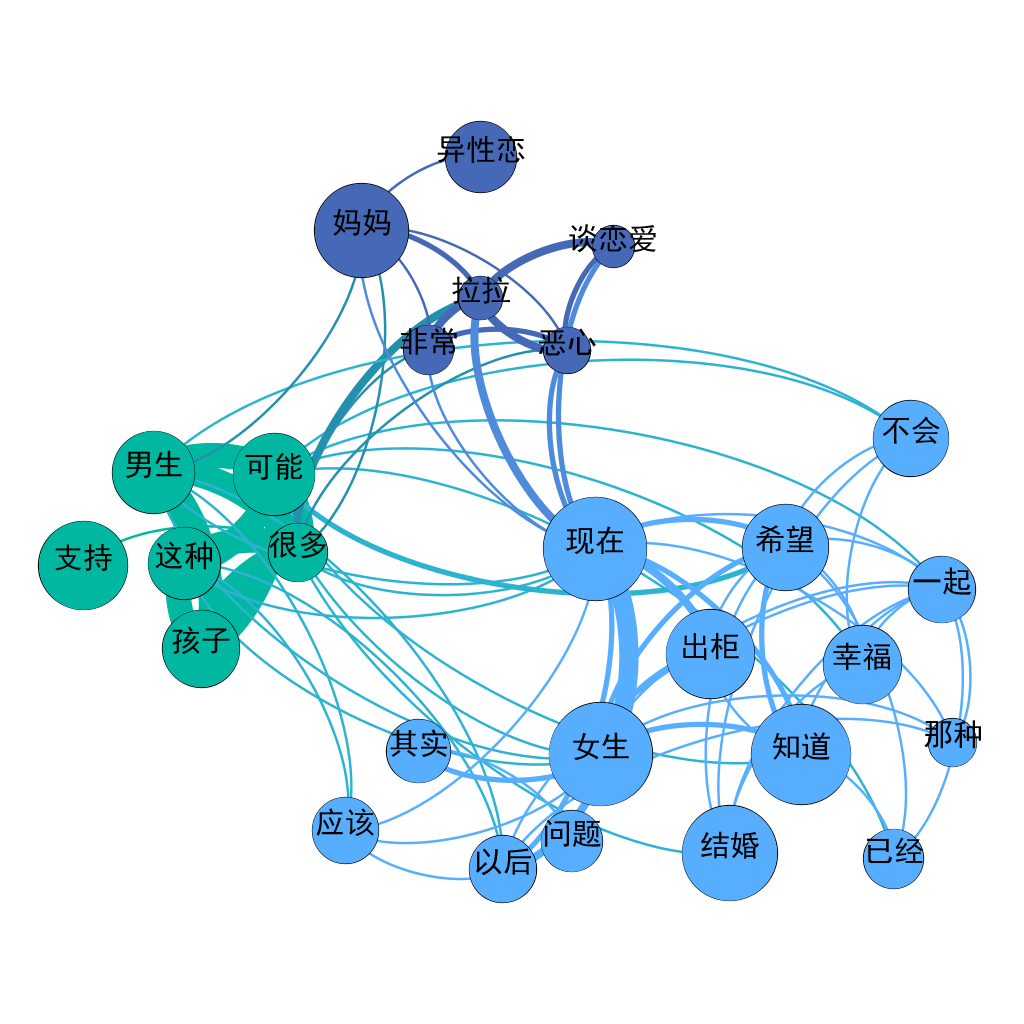 异性恋
妈妈
谈恋爱
拉拉
非常
恶心
不会
男生
可能
现在
希望
很多
支持
这种
一起
孩子
出柜
幸福
其实
女生
知道
那种
应该
问题
以后
结婚
已经